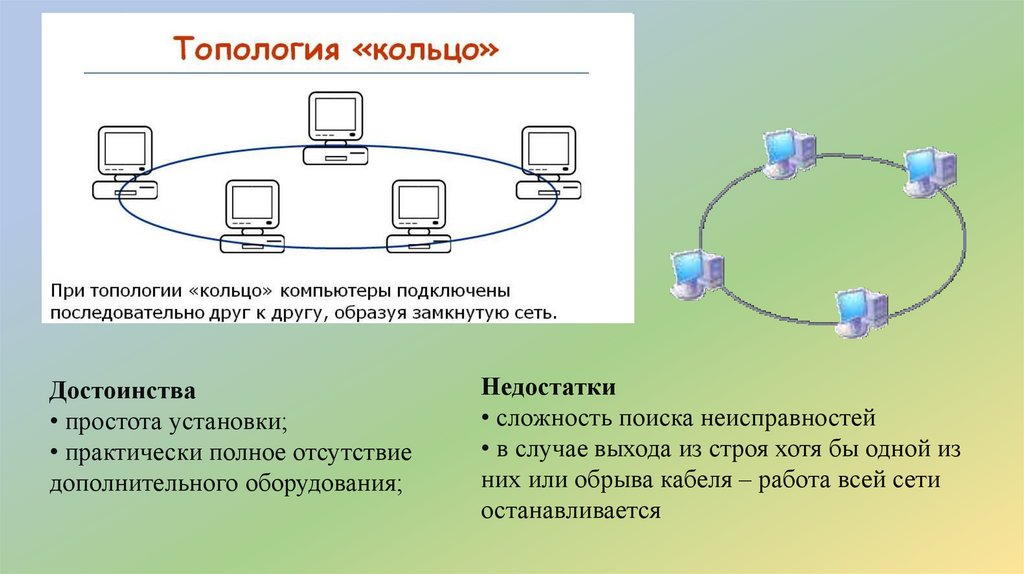 Топология «кольцо»
При топологии «кольцо» компьютеры подключены
последовательно друг к другу, образуя замкнутую сеть.
Достоинства
• простота установки;
• практически полное отсутствие
дополнительного оборудования;
Недостатки
• сложность поиска неисправностей
• в случае выхода из строя хотя бы одной из
них или обрыва кабеля – работа всей сети
останавливается